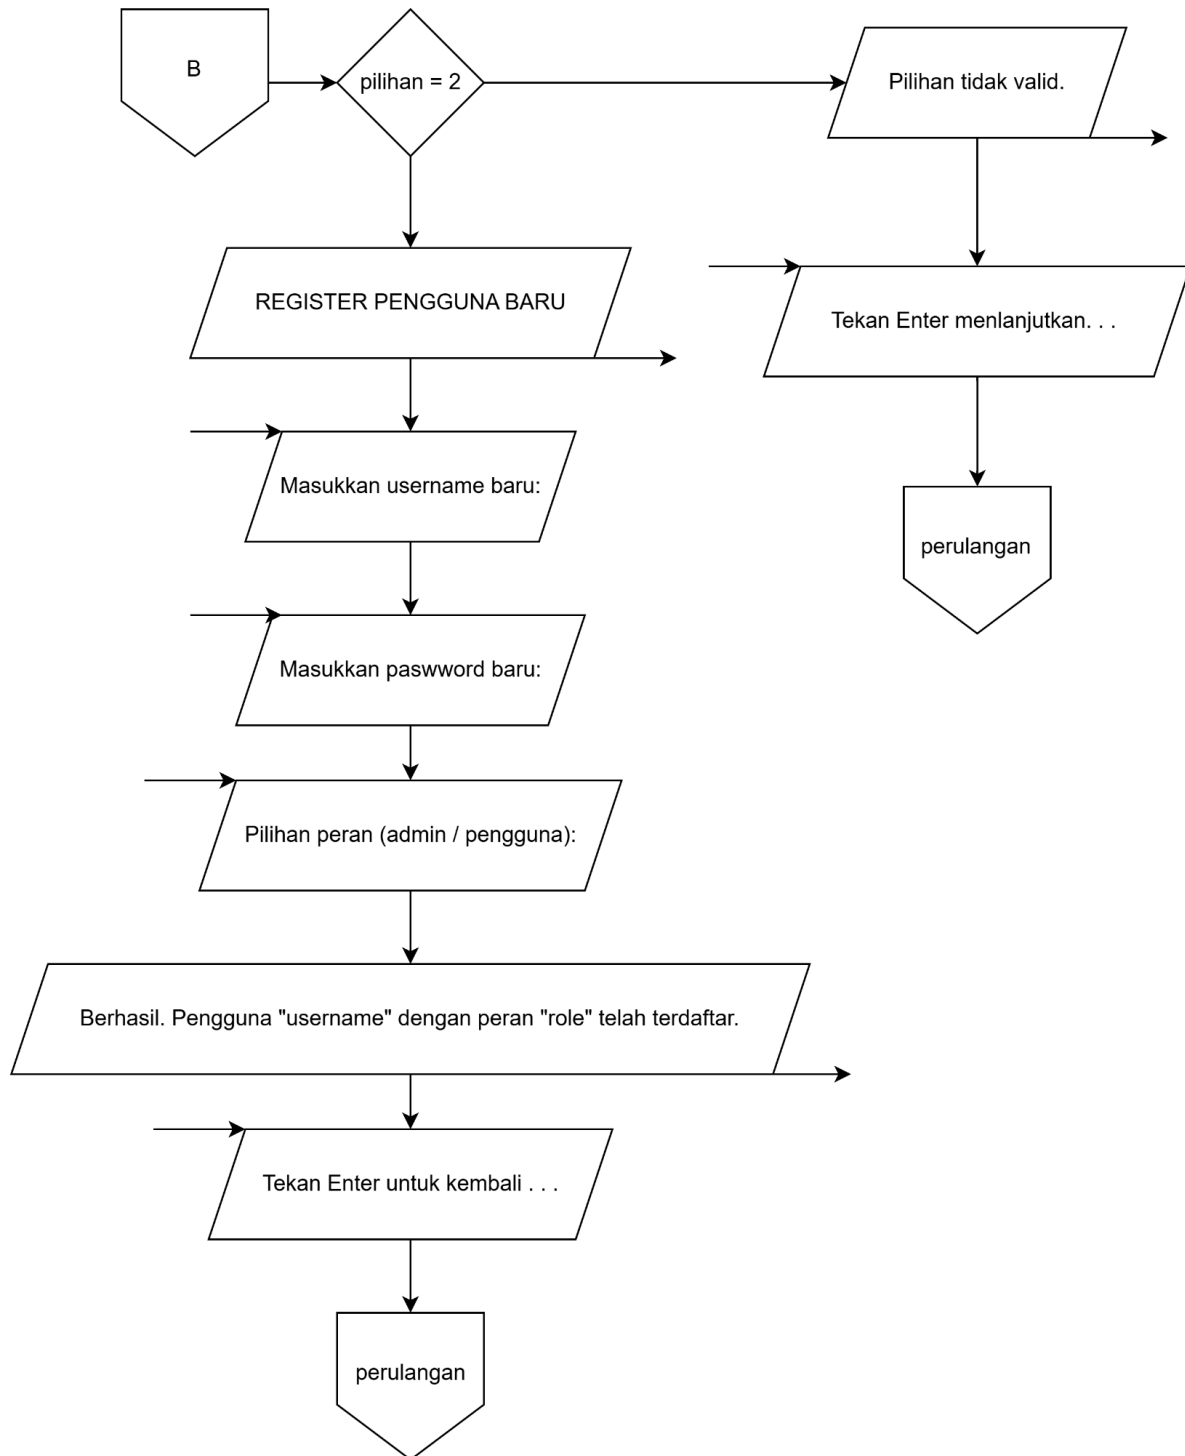 B
pilihan = 2
Pilihan tidak valid.
REGISTER PENGGUNA BARU
Tekan Enter menlanjutkan. . .
Masukkan username baru:
perulangan
Masukkan paswword baru:
Pilihan peran (admin / pengguna):
Berhasil. Pengguna "username" dengan peran "role" telah terdaftar.
Tekan Enter untuk kembali . . .
perulangan